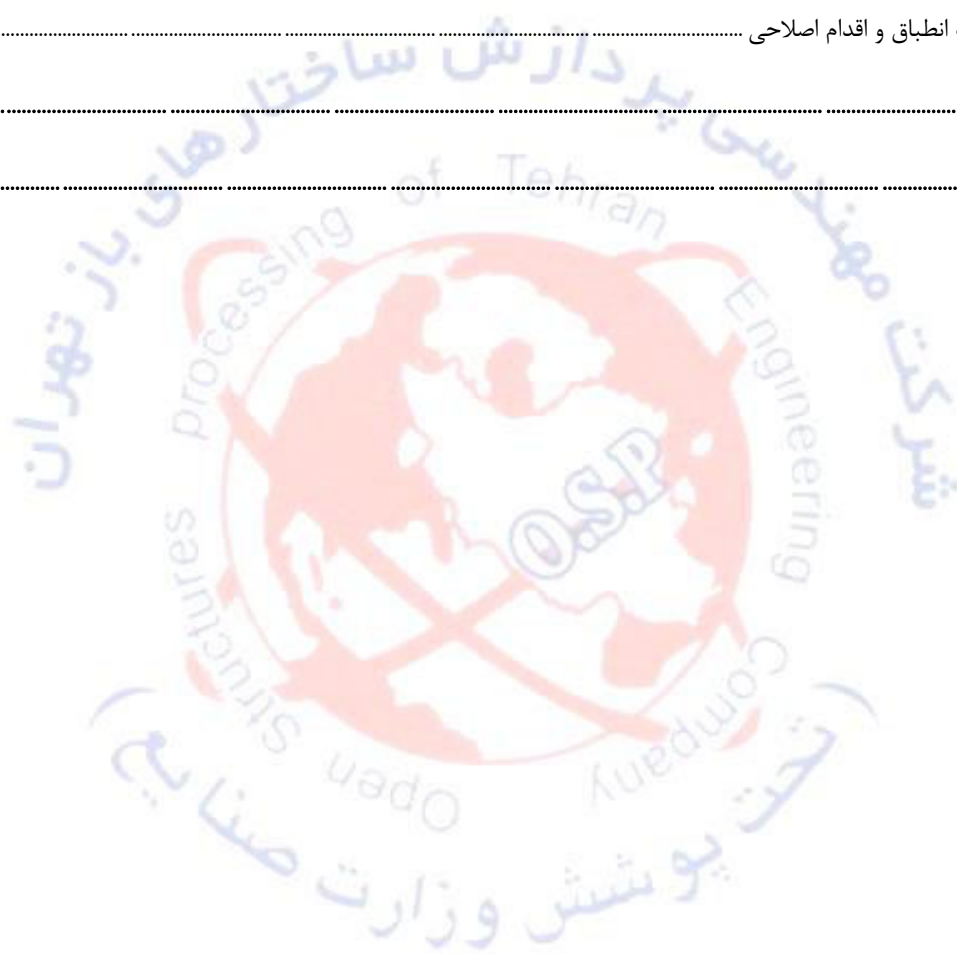 انطباق و اقدام اصلاحی ................................................................................
................................................................................
................................................................................
شرکت مهندسی پردازش ساختارهای باز تهران
Engineering Company
Open Structures
processing of Tehran
O.S.P
تحت پوشش وزارت صنایع